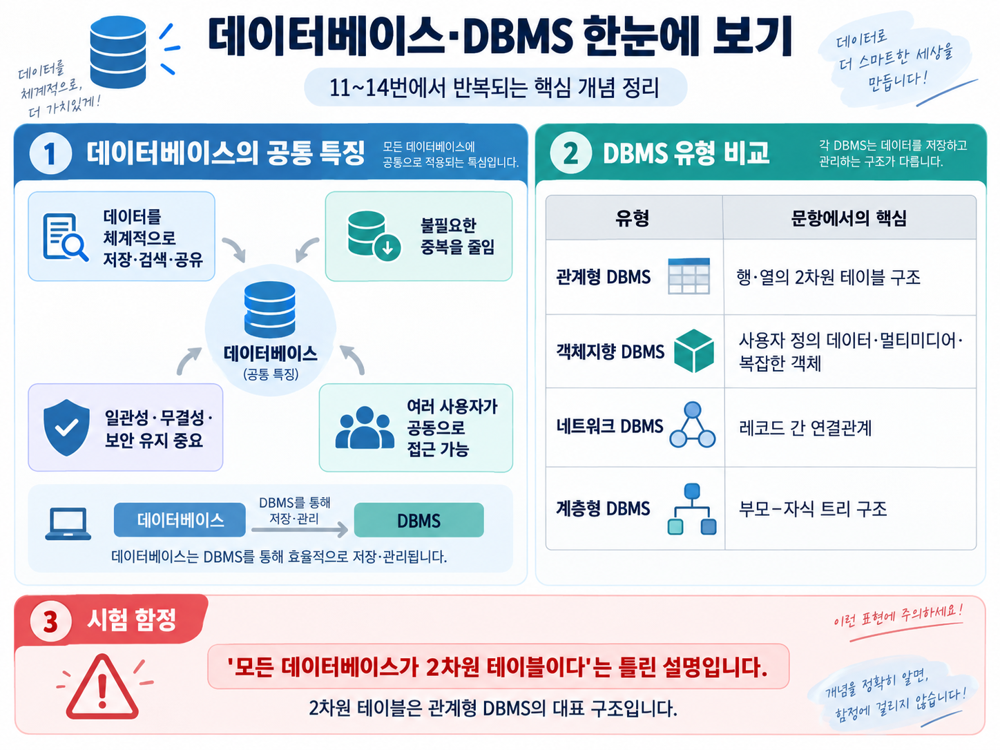 데이터베이스·DBMS 한눈에 보기
11~14번에서 반복되는 핵심 개념 정리
데이터를
체계적으로,
더 가치있게!
데이터로
더 스마트한 세상을
만듭니다!
1 데이터베이스의 공통 특징
모든 데이터베이스에
공통으로 적용되는 특심입니다.
데이터를
체계적으로
저장·검색·공유
불필요한
중복을 줄임
데이터베이스
(공통 특징)
일관성·무결성·
보안 유지 중요
여러 사용자가
공동으로
접근 가능
데이터베이스
DBMS를 통해
저장·관리
DBMS
데이터베이스는 DBMS를 통해 효율적으로 저장·관리됩니다.
2 DBMS 유형 비교
각 DBMS는 데이터를 저장하고
관리하는 구조가 다릅니다.
유형 문항에서의 핵심
관계형 DBMS 행·열의 2차원 테이블 구조
객체지향 DBMS 사용자 정의 데이터·멀티미디어·
복잡한 객체
네트워크 DBMS 레코드 간 연결관계
계층형 DBMS 부모–자식 트리 구조
3 시험 함정
이런 표현에 주의하세요!
'모든 데이터베이스가 2차원 테이블이다'는 틀린 설명입니다.
2차원 테이블은 관계형 DBMS의 대표 구조입니다.
개념을 정확히 알면,
함정에 걸리지 않습니다!